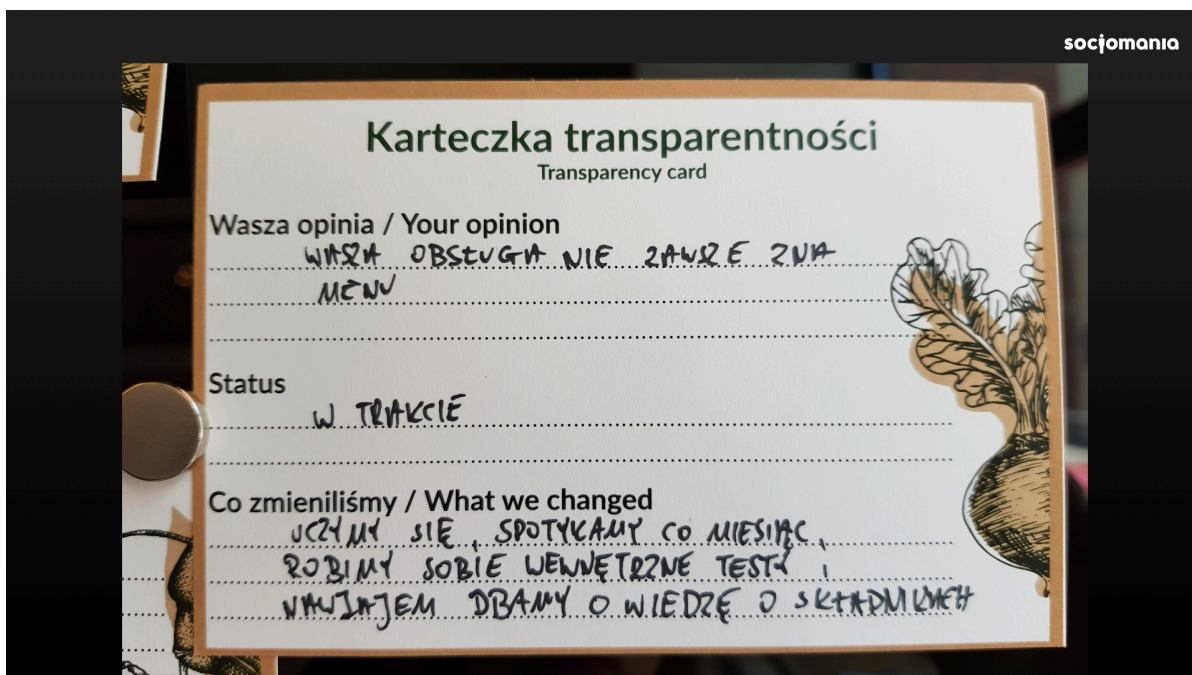 socjomania
Karteczka transparentności
Transparency card
Wasza opinia / Your opinion
WASZA OBSŁUGA NIE ZAWSZE ZNA
MENU
Status
W TRAKCIE
Co zmieniliśmy / What we changed
UCZYMY SIĘ, SPOTYKAMY CO MIESIĄC,
ROBIMY SOBIE WEWNĘTRZNE TESTY I
NAWZAJEM DBAMY O WIEDZĘ O SKŁADNIKACH